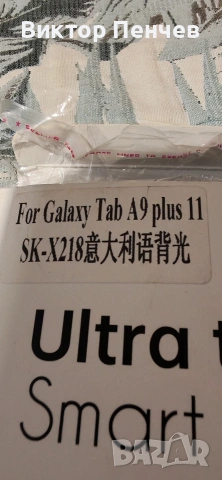 Виктор Пенчев
For Galaxy Tab A9 plus 11
SK-X218意大利语背光
Ultra
Smart
BAZAR